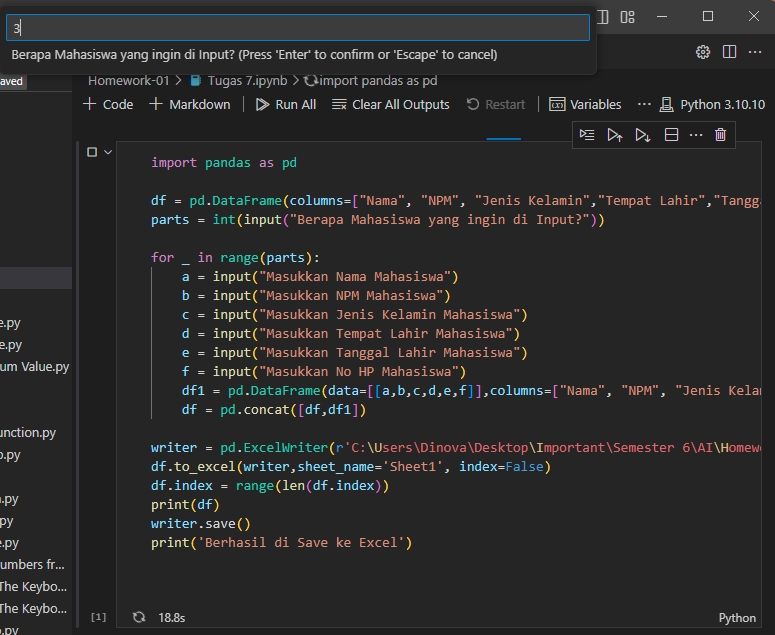 3
Berapa Mahasiswa yang ingin di Input? (Press 'Enter' to confirm or 'Escape' to cancel)
aved
Homework-01 > Tugas 7.ipynb > import pandas as pd
+ Code + Markdown | Run All Clear All Outputs Restart | Variables ... Python 3.10.10
import pandas as pd
df = pd.DataFrame(columns=["Nama", "NPM", "Jenis Kelamin","Tempat Lahir","Tangg
parts = int(input("Berapa Mahasiswa yang ingin di Input?"))
for _ in range(parts):
    a = input("Masukkan Nama Mahasiswa")
    b = input("Masukkan NPM Mahasiswa")
    c = input("Masukkan Jenis Kelamin Mahasiswa")
    d = input("Masukkan Tempat Lahir Mahasiswa")
    e = input("Masukkan Tanggal Lahir Mahasiswa")
    f = input("Masukkan No HP Mahasiswa")
    df1 = pd.DataFrame(data=[[a,b,c,d,e,f]],columns=["Nama", "NPM", "Jenis Kela
    df = pd.concat([df,df1])
writer = pd.ExcelWriter(r'C:\Users\Dinova\Desktop\Important\Semester 6\AI\Homew
df.to_excel(writer,sheet_name='Sheet1', index=False)
df.index = range(len(df.index))
print(df)
writer.save()
print('Berhasil di Save ke Excel')
[1] 18.8s Python
e.py
e.py
um Value.py
unction.py
o.py
.py
py
e.py
umbers fr...
The Keybo...
The Keybo...
.py